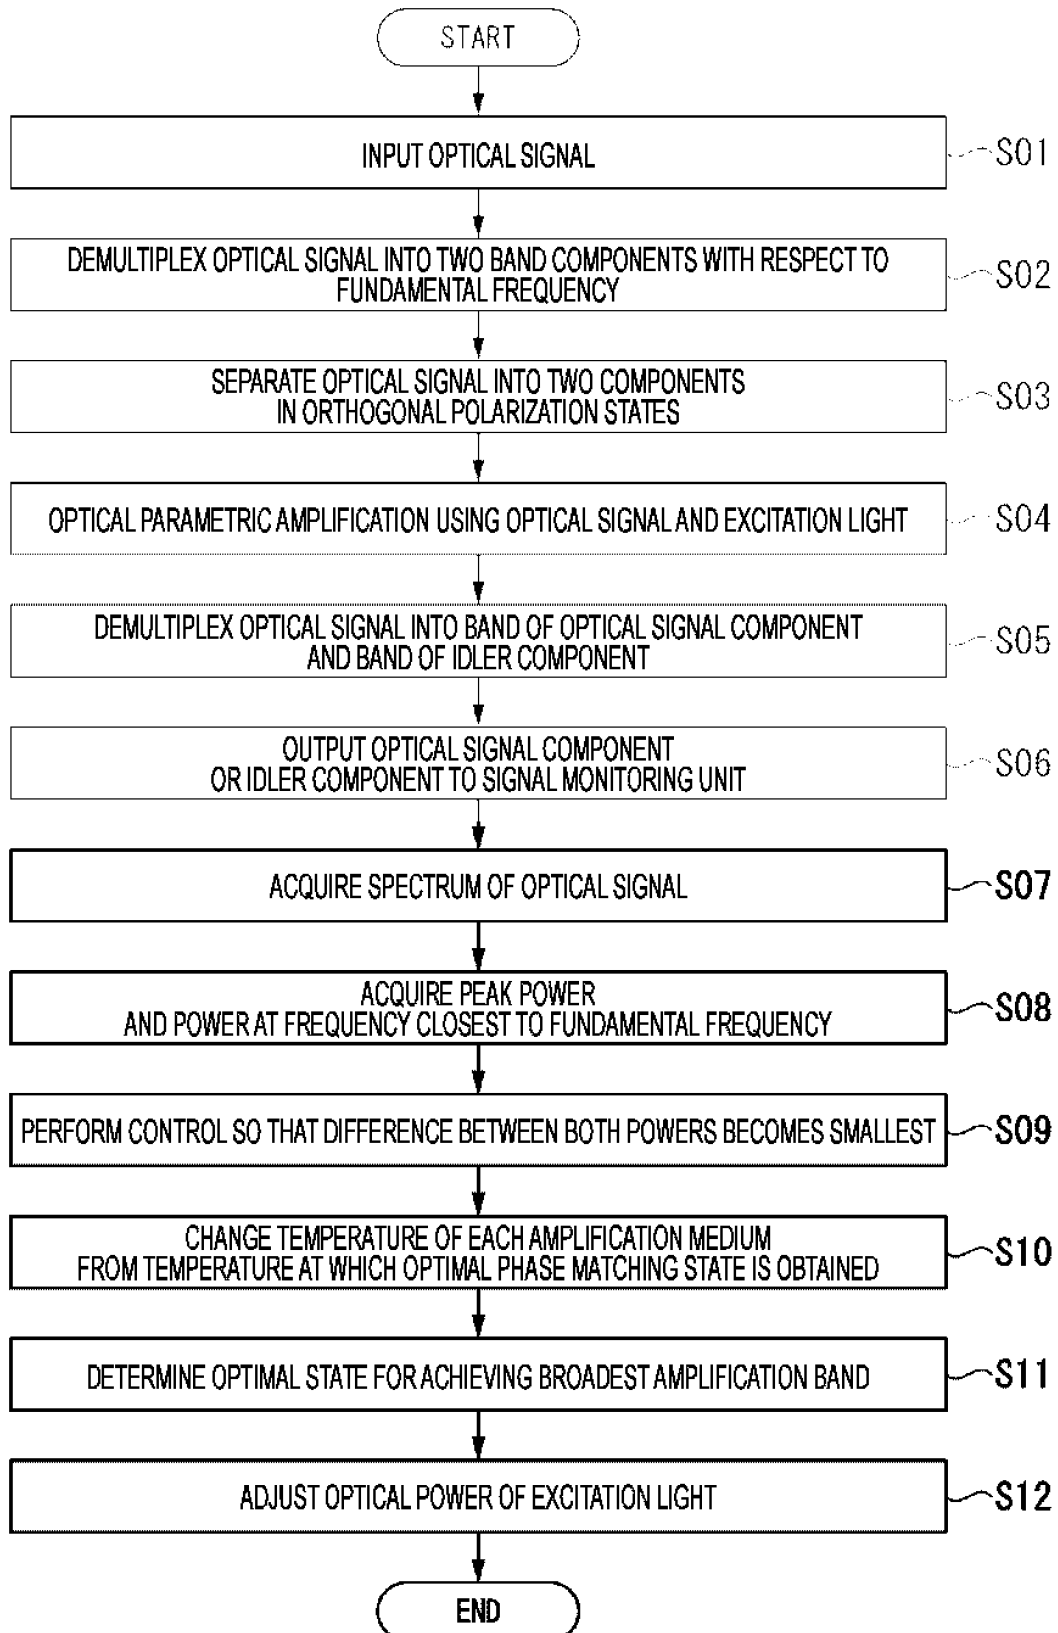 START
INPUT OPTICAL SIGNAL
S01
DEMULTIPLEX OPTICAL SIGNAL INTO TWO BAND COMPONENTS WITH RESPECT TO
FUNDAMENTAL FREQUENCY
S02
SEPARATE OPTICAL SIGNAL INTO TWO COMPONENTS
IN ORTHOGONAL POLARIZATION STATES
S03
OPTICAL PARAMETRIC AMPLIFICATION USING OPTICAL SIGNAL AND EXCITATION LIGHT
S04
DEMULTIPLEX OPTICAL SIGNAL INTO BAND OF OPTICAL SIGNAL COMPONENT
AND BAND OF IDLER COMPONENT
S05
OUTPUT OPTICAL SIGNAL COMPONENT
OR IDLER COMPONENT TO SIGNAL MONITORING UNIT
S06
ACQUIRE SPECTRUM OF OPTICAL SIGNAL
S07
ACQUIRE PEAK POWER
AND POWER AT FREQUENCY CLOSEST TO FUNDAMENTAL FREQUENCY
S08
PERFORM CONTROL SO THAT DIFFERENCE BETWEEN BOTH POWERS BECOMES SMALLEST
S09
CHANGE TEMPERATURE OF EACH AMPLIFICATION MEDIUM
FROM TEMPERATURE AT WHICH OPTIMAL PHASE MATCHING STATE IS OBTAINED
S10
DETERMINE OPTIMAL STATE FOR ACHIEVING BROADEST AMPLIFICATION BAND
S11
ADJUST OPTICAL POWER OF EXCITATION LIGHT
S12
END